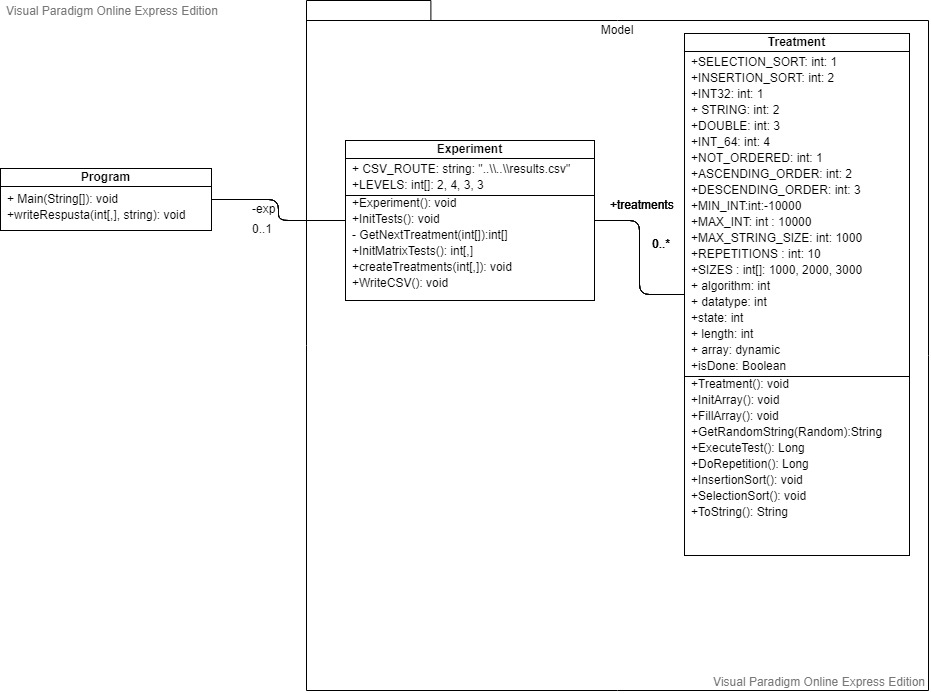 Visual Paradigm Online Express Edition
Model
Program
+ Main(String[]): void
+writeRespusta(int[,], string): void
-exp
0..1
Experiment
+ CSV_ROUTE: string: "..\\..\\results.csv"
+LEVELS: int[]: 2, 4, 3, 3
+Experiment(): void
+InitTests(): void
- GetNextTreatment(int[]):int[]
+InitMatrixTests(): int[,]
+createTreatments(int[,]): void
+WriteCSV(): void
+treatments
0..*
Treatment
+SELECTION_SORT: int: 1
+INSERTION_SORT: int: 2
+INT32: int: 1
+ STRING: int: 2
+DOUBLE: int: 3
+INT_64: int: 4
+NOT_ORDERED: int: 1
+ASCENDING_ORDER: int: 2
+DESCENDING_ORDER: int: 3
+MIN_INT:int:-10000
+MAX_INT: int : 10000
+MAX_STRING_SIZE: int: 1000
+REPETITIONS : int: 10
+SIZES : int[]: 1000, 2000, 3000
+ algorithm: int
+ datatype: int
+state: int
+ length: int
+ array: dynamic
+isDone: Boolean
+Treatment(): void
+InitArray(): void
+FillArray(): void
+GetRandomString(Random):String
+ExecuteTest(): Long
+DoRepetition(): Long
+InsertionSort(): void
+SelectionSort(): void
+ToString(): String
Visual Paradigm Online Express Edition